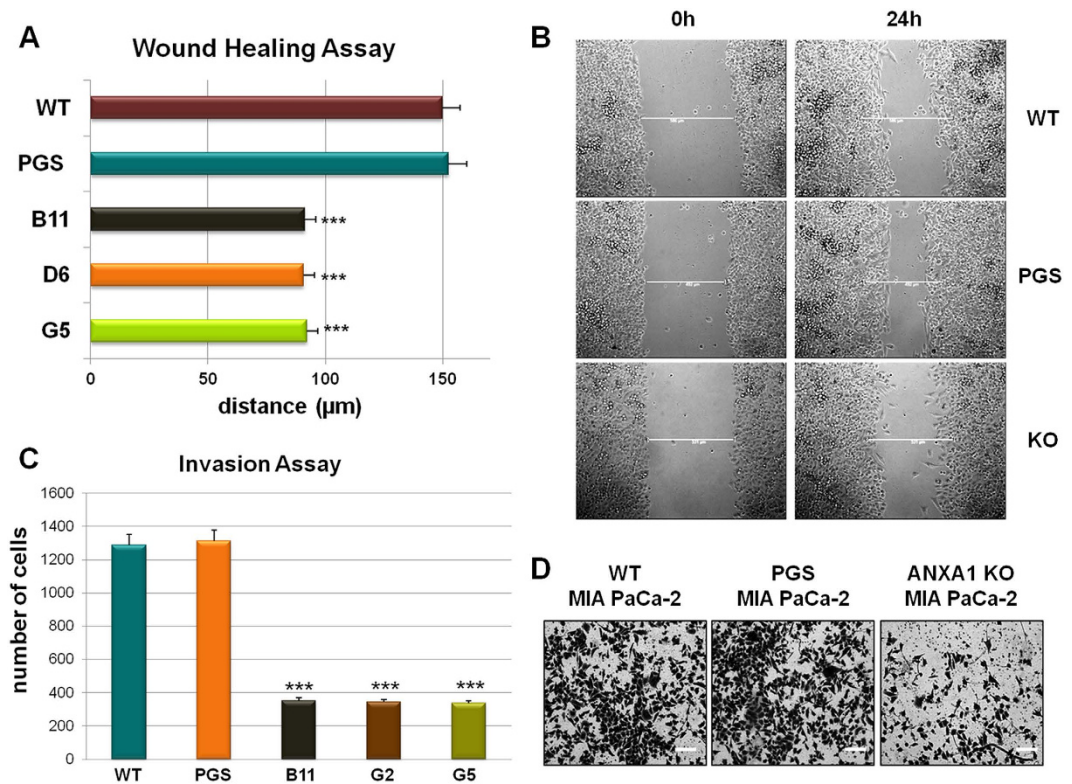 A
Wound Healing Assay
WT
PGS
B11 ***
D6 ***
G5 ***
0 50 100 150
distance (µm)
B
0h 24h
WT
PGS
KO
C
Invasion Assay
number of cells
1600
1400
1200
1000
800
600
400
200
0
*** *** ***
WT PGS B11 G2 G5
D
WT PGS ANXA1 KO
MIA PaCa-2 MIA PaCa-2 MIA PaCa-2